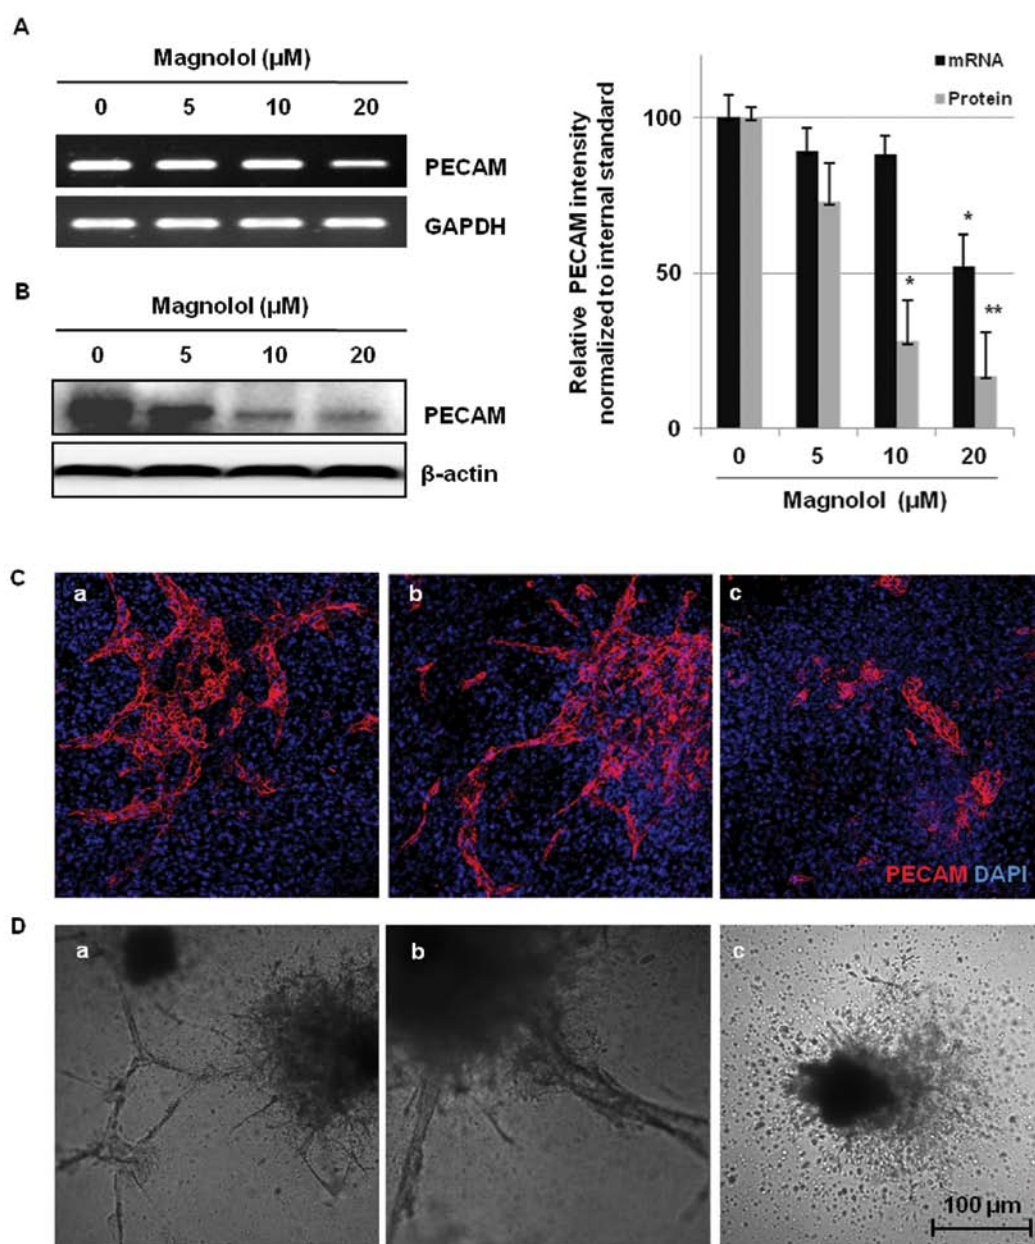 A
Magnolol (µM)
0 5 10 20
PECAM
GAPDH
B
Magnolol (µM)
0 5 10 20
PECAM
β-actin
mRNA
Protein
Relative PECAM intensity
normalized to internal standard
100
50
0
*
*
**
0 5 10 20
Magnolol (µM)
C
a b c
PECAM DAPI
D
a b c
100 µm